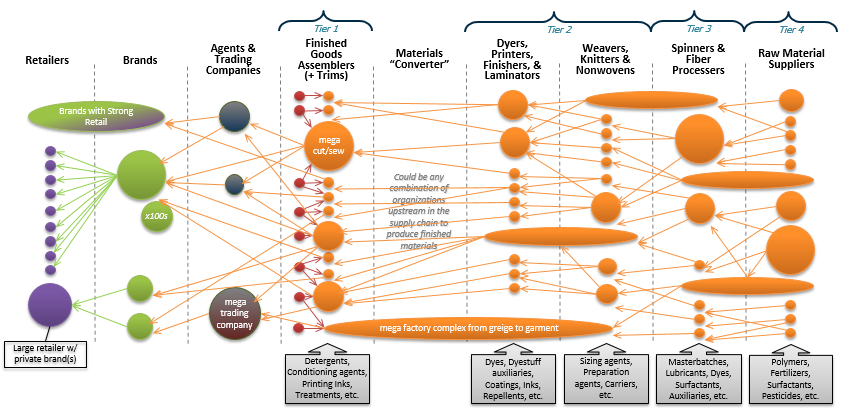 Tier 1
Tier 2
Tier 3
Tier 4
Retailers
Brands
Agents &
Trading
Companies
Finished
Goods
Assemblers
(+ Trims)
Materials
“Converter”
Dyers,
Printers,
Finishers, &
Laminators
Weavers,
Knitters &
Nonwovens
Spinners &
Fiber
Processers
Raw Material
Suppliers
Brands with Strong
Retail
mega
cut/sew
Could be any
combination of
organizations
upstream in the
supply chain to
produce finished
materials
x100s
mega
trading
company
mega factory complex from greige to garment
Large retailer w/
private brand(s)
Detergents,
Conditioning agents,
Printing Inks,
Treatments, etc.
Dyes, Dyestuff
auxiliaries,
Coatings, Inks,
Repellents, etc.
Sizing agents,
Preparation
agents, Carriers,
etc.
Masterbatches,
Lubricants, Dyes,
Surfactants,
Auxiliaries, etc.
Polymers,
Fertilizers,
Surfactants,
Pesticides, etc.